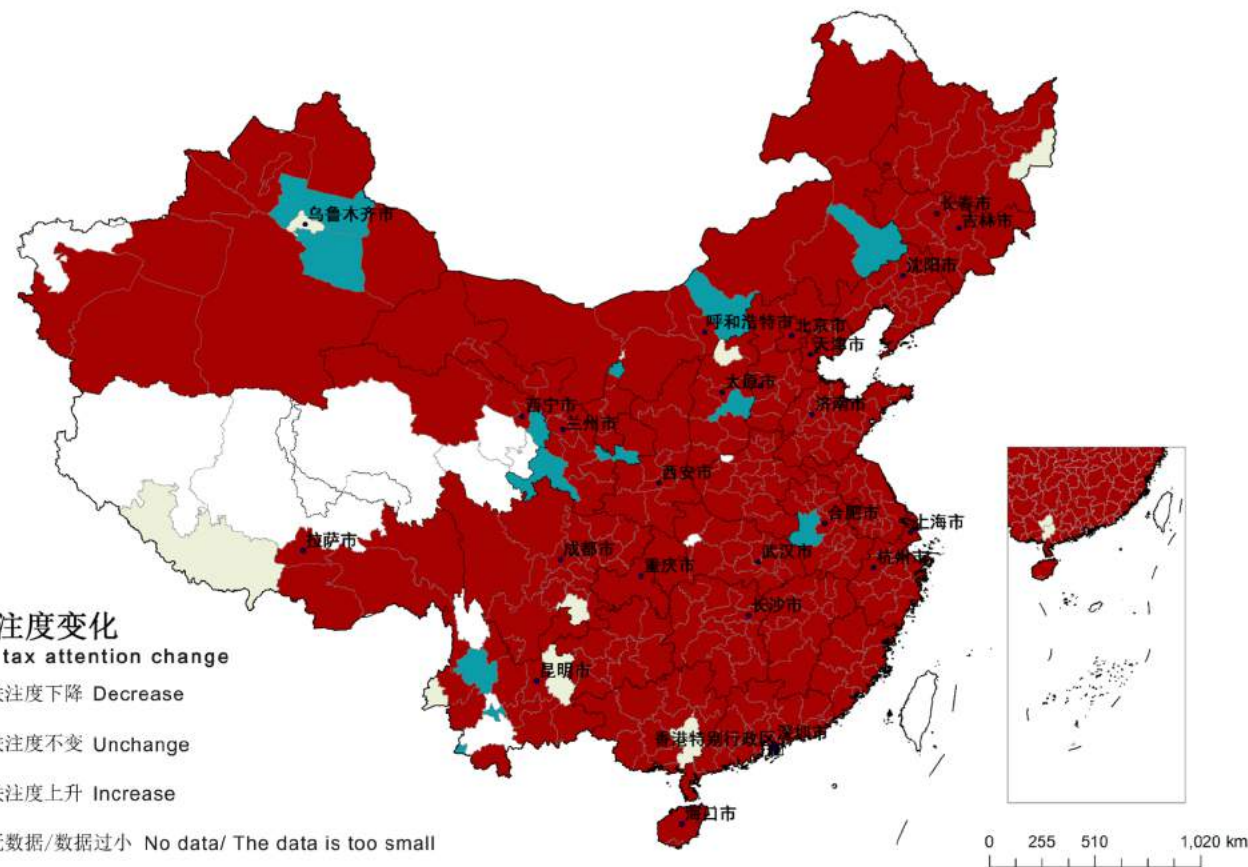 长春市
吉林市
乌鲁木齐市
沈阳市
呼和浩特市
北京市
天津市
太原市
西宁市
济南市
兰州市
西安市
合肥市
上海市
拉萨市
成都市
武汉市
杭州市
重庆市
长沙市
注度变化
tax attention change
昆明市
注度下降 Decrease
香港特别行政区
深圳市
注度不变 Unchange
注度上升 Increase
海口市
数据/数据过小 No data/ The data is too small
0 255 510 1,020 km